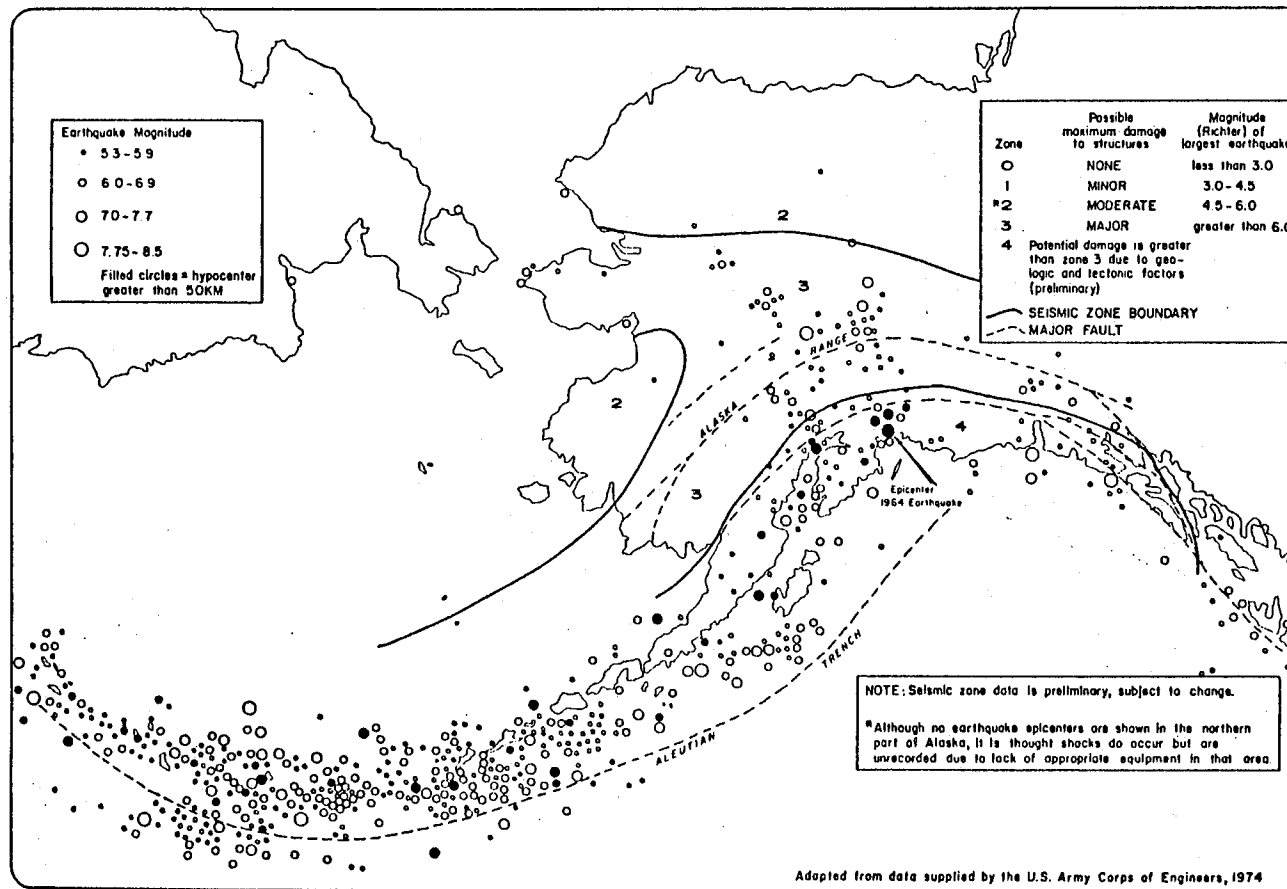 Earthquake Magnitude
5.3-5.9
6.0-6.9
7.0-7.7
7.75-8.5
Filled circles = hypocenter
greater than 50KM
Zone
Possible
maximum damage
to structures
Magnitude
(Richter) of
largest earthquake
0 NONE less than 3.0
1 MINOR 3.0-4.5
*2 MODERATE 4.5-6.0
3 MAJOR greater than 6.0
4 Potential damage is greater
than zone 3 due to geo-
logic and tectonic factors
(preliminary)
SEISMIC ZONE BOUNDARY
MAJOR FAULT
2
3
RANGE
ALASKA
2
3
4
Epicenter
1964 Earthquake
TRENCH
ALEUTIAN
NOTE: Seismic zone data is preliminary, subject to change.
*Although no earthquake epicenters are shown in the northern
part of Alaska, it is thought shocks do occur but are
unrecorded due to lack of appropriate equipment in that area.
Adapted from data supplied by the U.S. Army Corps of Engineers, 1974